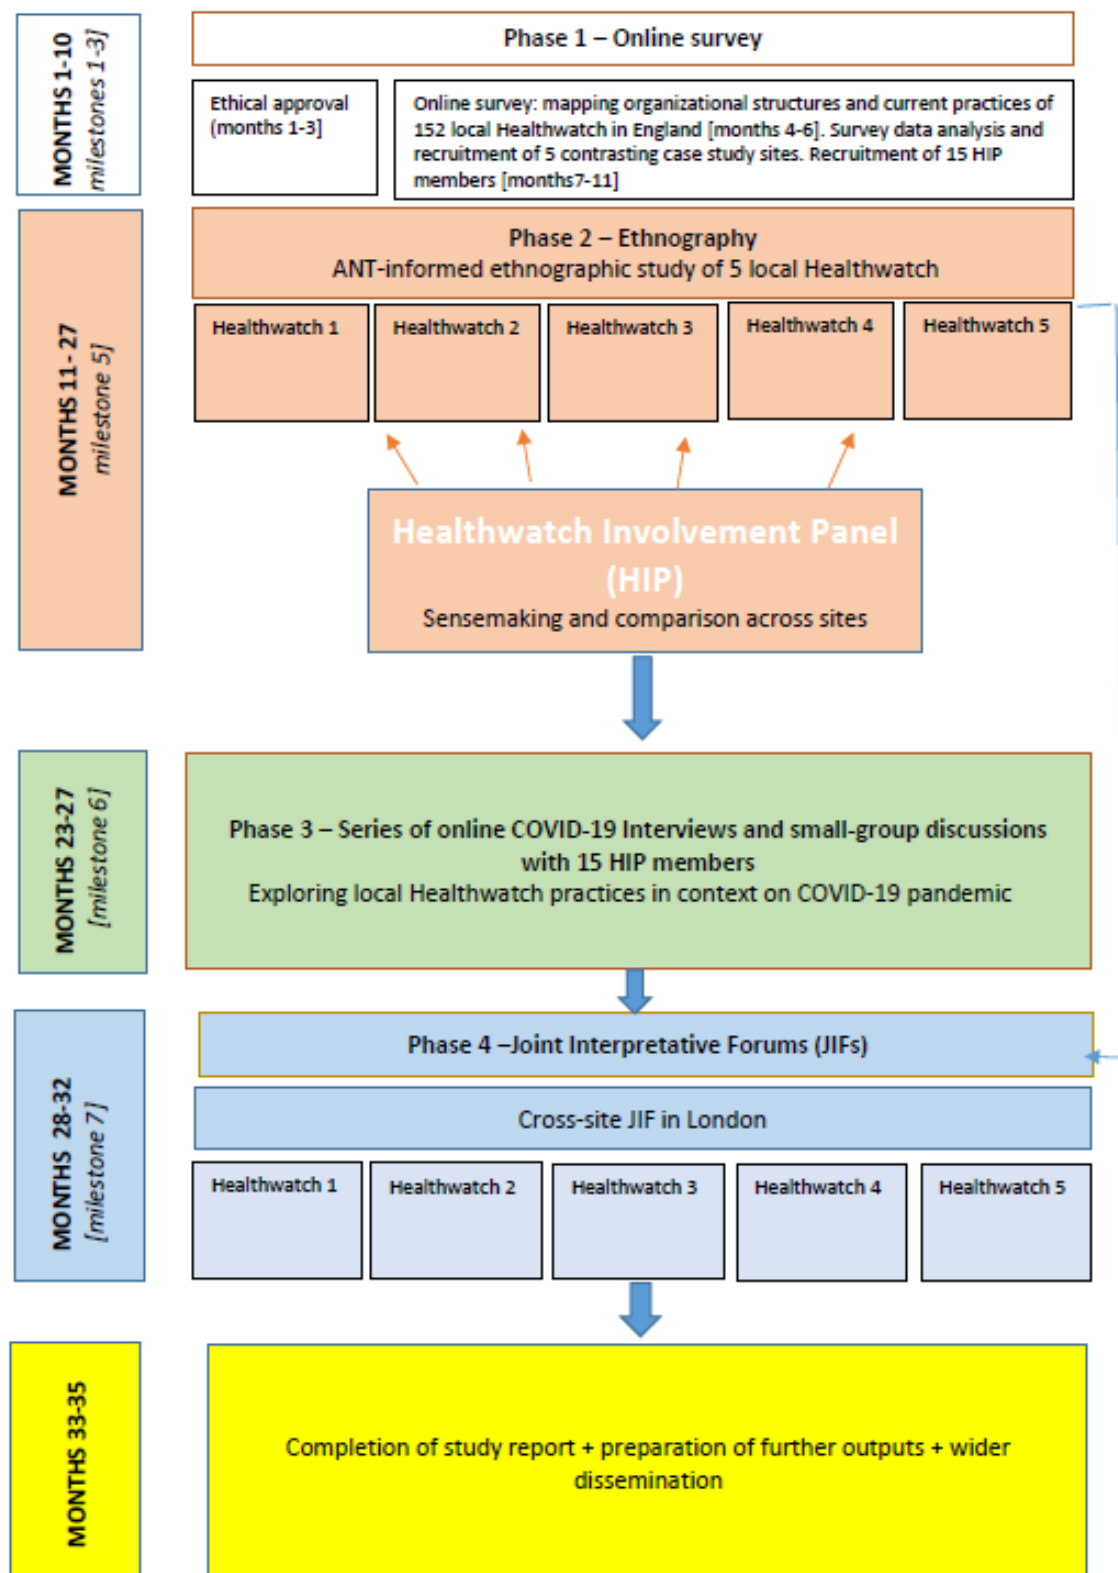 MONTHS 1-10
milestones 1-3]
Phase 1 – Online survey
Ethical approval
(months 1-3]
Online survey: mapping organizational structures and current practices of
152 local Healthwatch in England [months 4-6]. Survey data analysis and
recruitment of 5 contrasting case study sites. Recruitment of 15 HIP
members [months7-11]
MONTHS 11- 27
milestone 5]
Phase 2 – Ethnography
ANT-informed ethnographic study of 5 local Healthwatch
Healthwatch 1
Healthwatch 2
Healthwatch 3
Healthwatch 4
Healthwatch 5
Healthwatch Involvement Panel
(HIP)
Sensemaking and comparison across sites
MONTHS 23-27
[milestone 6]
Phase 3 – Series of online COVID-19 Interviews and small-group discussions
with 15 HIP members
Exploring local Healthwatch practices in context on COVID-19 pandemic
MONTHS 28-32
[milestone 7]
Phase 4 –Joint Interpretative Forums (JIFs)
Cross-site JIF in London
Healthwatch 1
Healthwatch 2
Healthwatch 3
Healthwatch 4
Healthwatch 5
MONTHS 33-35
Completion of study report + preparation of further outputs + wider
dissemination